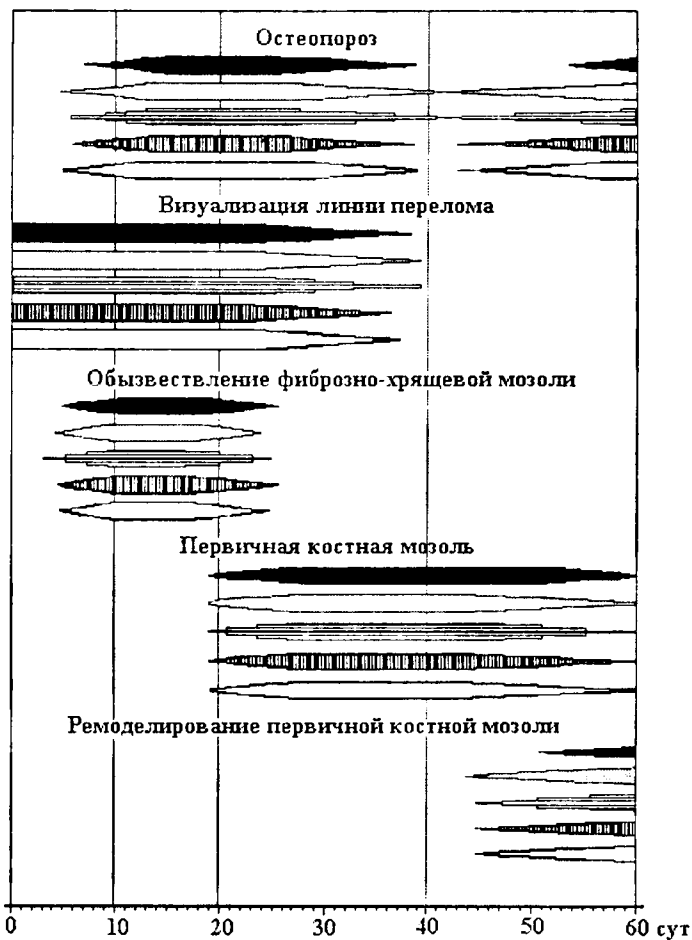 Остеопороз
Визуализация линии перелома
Обызвествление фиброзно-хрящевой мозоли
Первичная костная мозоль
Ремоделирование первичной костной мозоли
0 10 20 30 40 50 60 сут